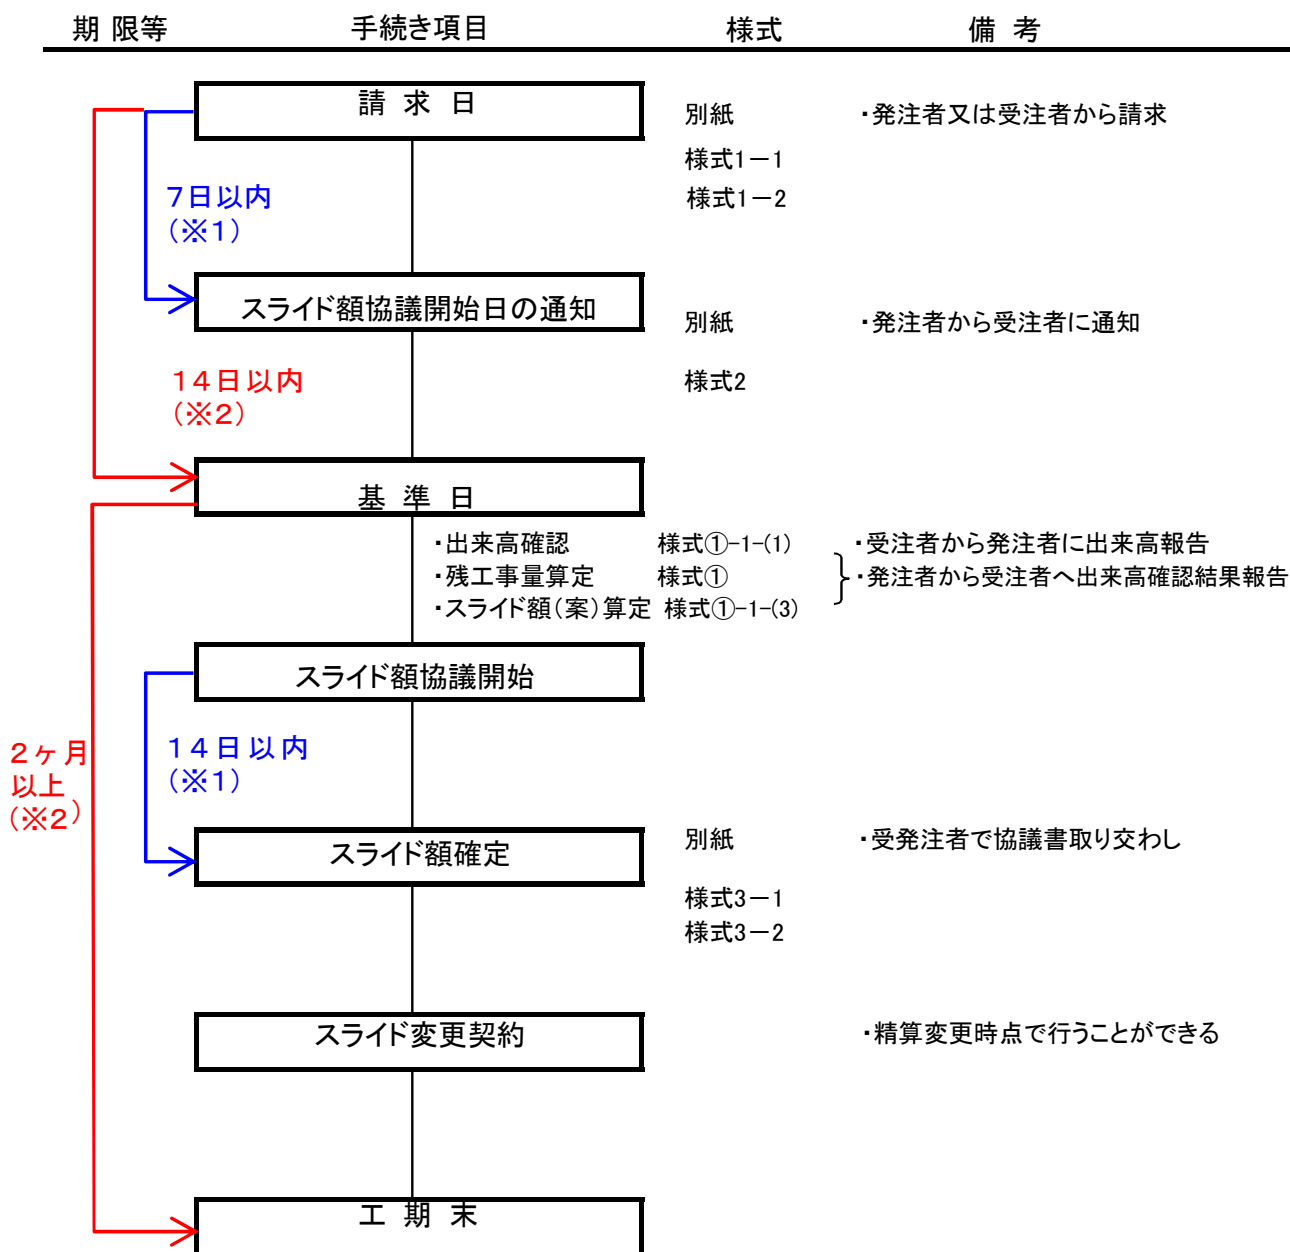 期 限等 手続き項目 様式 備 考
請 求 日 別紙 ・発注者又は受注者から請求
様式1－1
7日以内 様式1－2
(※1)
スライド額協議開始日の通知 別紙 ・発注者から受注者に通知
14日以内 様式2
(※2)
基 準 日
・出来高確認 様式①-1-(1) ・受注者から発注者に出来高報告
・残工事量算定 様式① ・発注者から受注者へ出来高確認結果報告
・スライド額(案)算定 様式①-1-(3)
スライド額協議開始
2ヶ月
以上
(※2)
14日以内
(※1)
スライド額確定 別紙 ・受発注者で協議書取り交わし
様式3－1
様式3－2
スライド変更契約 ・精算変更時点で行うことができる
工 期 末